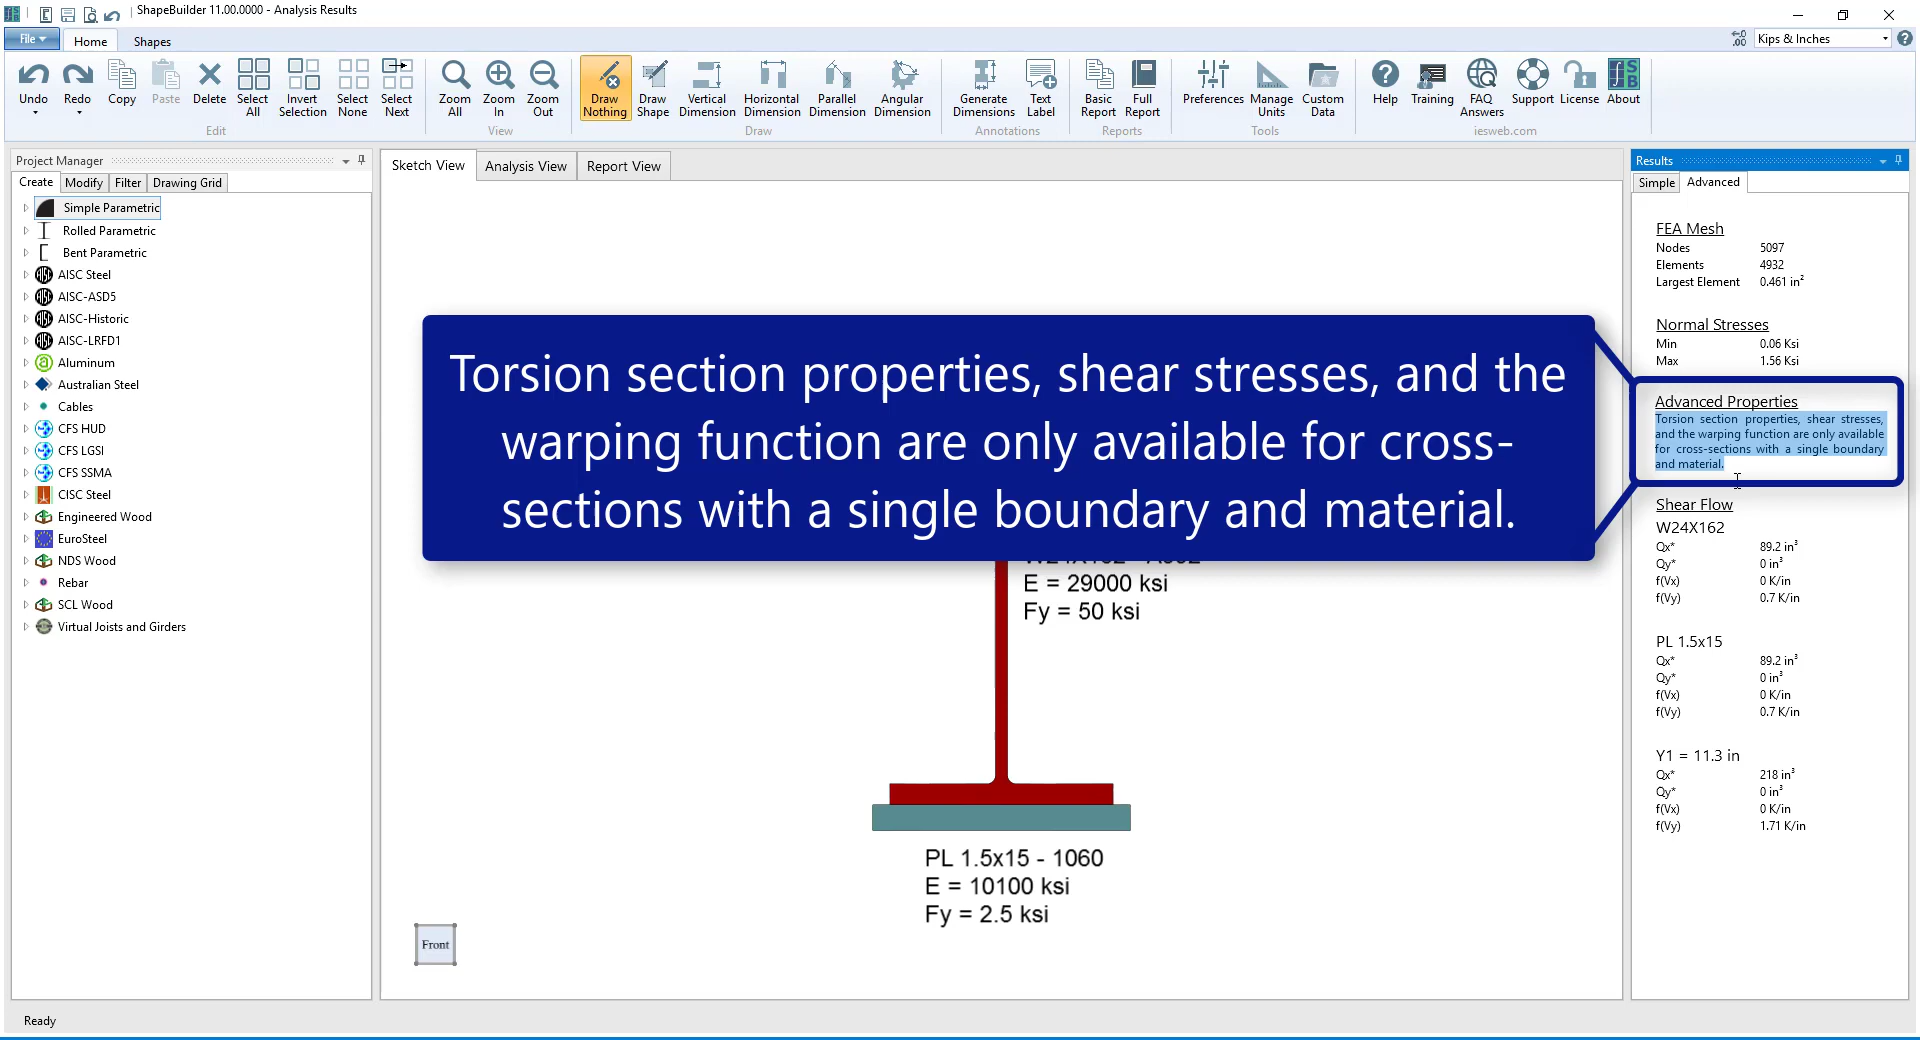 ShapeBuilder 11.00.0000 - Analysis Results
File
Home
Shapes
Kips & Inches
Undo
Redo
Copy
Paste
Delete
Select All
Invert Selection
Select None
Select Next
Edit
Zoom All
Zoom In
Zoom Out
View
Draw Nothing
Draw Shape
Vertical Dimension
Horizontal Dimension
Parallel Dimension
Angular Dimension
Draw
Generate Dimensions
Text Label
Annotations
Basic Report
Full Report
Reports
Preferences
Manage Units
Custom Data
Tools
Help
Training
FAQ Answers
Support
License
About
iesweb.com
Project Manager
Create
Modify
Filter
Drawing Grid
Simple Parametric
Rolled Parametric
Bent Parametric
AISC Steel
AISC-ASD5
AISC-Historic
AISC-LRFD1
Aluminum
Australian Steel
Cables
CFS HUD
CFS LGSI
CFS SSMA
CISC Steel
Engineered Wood
EuroSteel
NDS Wood
Rebar
SCL Wood
Virtual Joists and Girders
Sketch View
Analysis View
Report View
Torsion section properties, shear stresses, and the
warping function are only available for cross-
sections with a single boundary and material.
E = 29000 ksi
Fy = 50 ksi
PL 1.5x15 - 1060
E = 10100 ksi
Fy = 2.5 ksi
Front
Results
Simple
Advanced
FEA Mesh
Nodes 5097
Elements 4932
Largest Element 0.461 in²
Normal Stresses
Min 0.06 Ksi
Max 1.56 Ksi
Advanced Properties
Torsion section properties, shear stresses,
and the warping function are only available
for cross-sections with a single boundary
and material.
Shear Flow
W24X162
Qx* 89.2 in³
Qy* 0 in³
f(Vx) 0 K/in
f(Vy) 0.7 K/in
PL 1.5x15
Qx* 89.2 in³
Qy* 0 in³
f(Vx) 0 K/in
f(Vy) 0.7 K/in
Y1 = 11.3 in
Qx* 218 in³
Qy* 0 in³
f(Vx) 0 K/in
f(Vy) 1.71 K/in
Ready